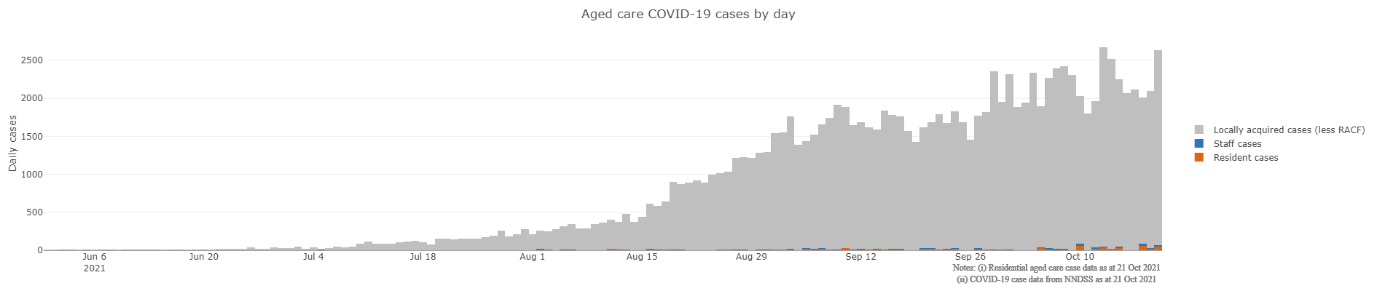 Aged care COVID-19 cases by day
Daily cases
2500
2000
1500
1000
500
0
Jun 6
2021
Jun 20
Jul 4
Jul 18
Aug 1
Aug 15
Aug 29
Sep 12
Sep 26
Oct 10
Locally acquired cases (less RACF)
Staff cases
Resident cases
Notes: (i) Residential aged care case data as at 21 Oct 2021
(ii) COVID-19 case data from NNDSS as at 21 Oct 2021